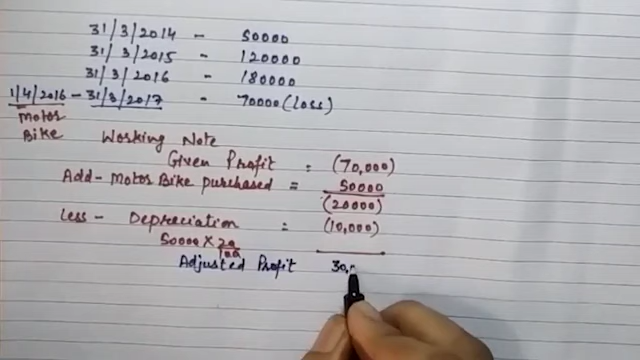 31/3/2014 - 50000
31/3/2015 - 120000
31/3/2016 - 180000
1/4/2016 - 31/3/2017 - 70000 (loss)
Motor
Bike
Working Note
Given Profit = (70,000)
Add - Motor Bike purchased = 50000
(20000)
Less - Depreciation = (10,000)
50000 X 20/100
Adjusted Profit 30,